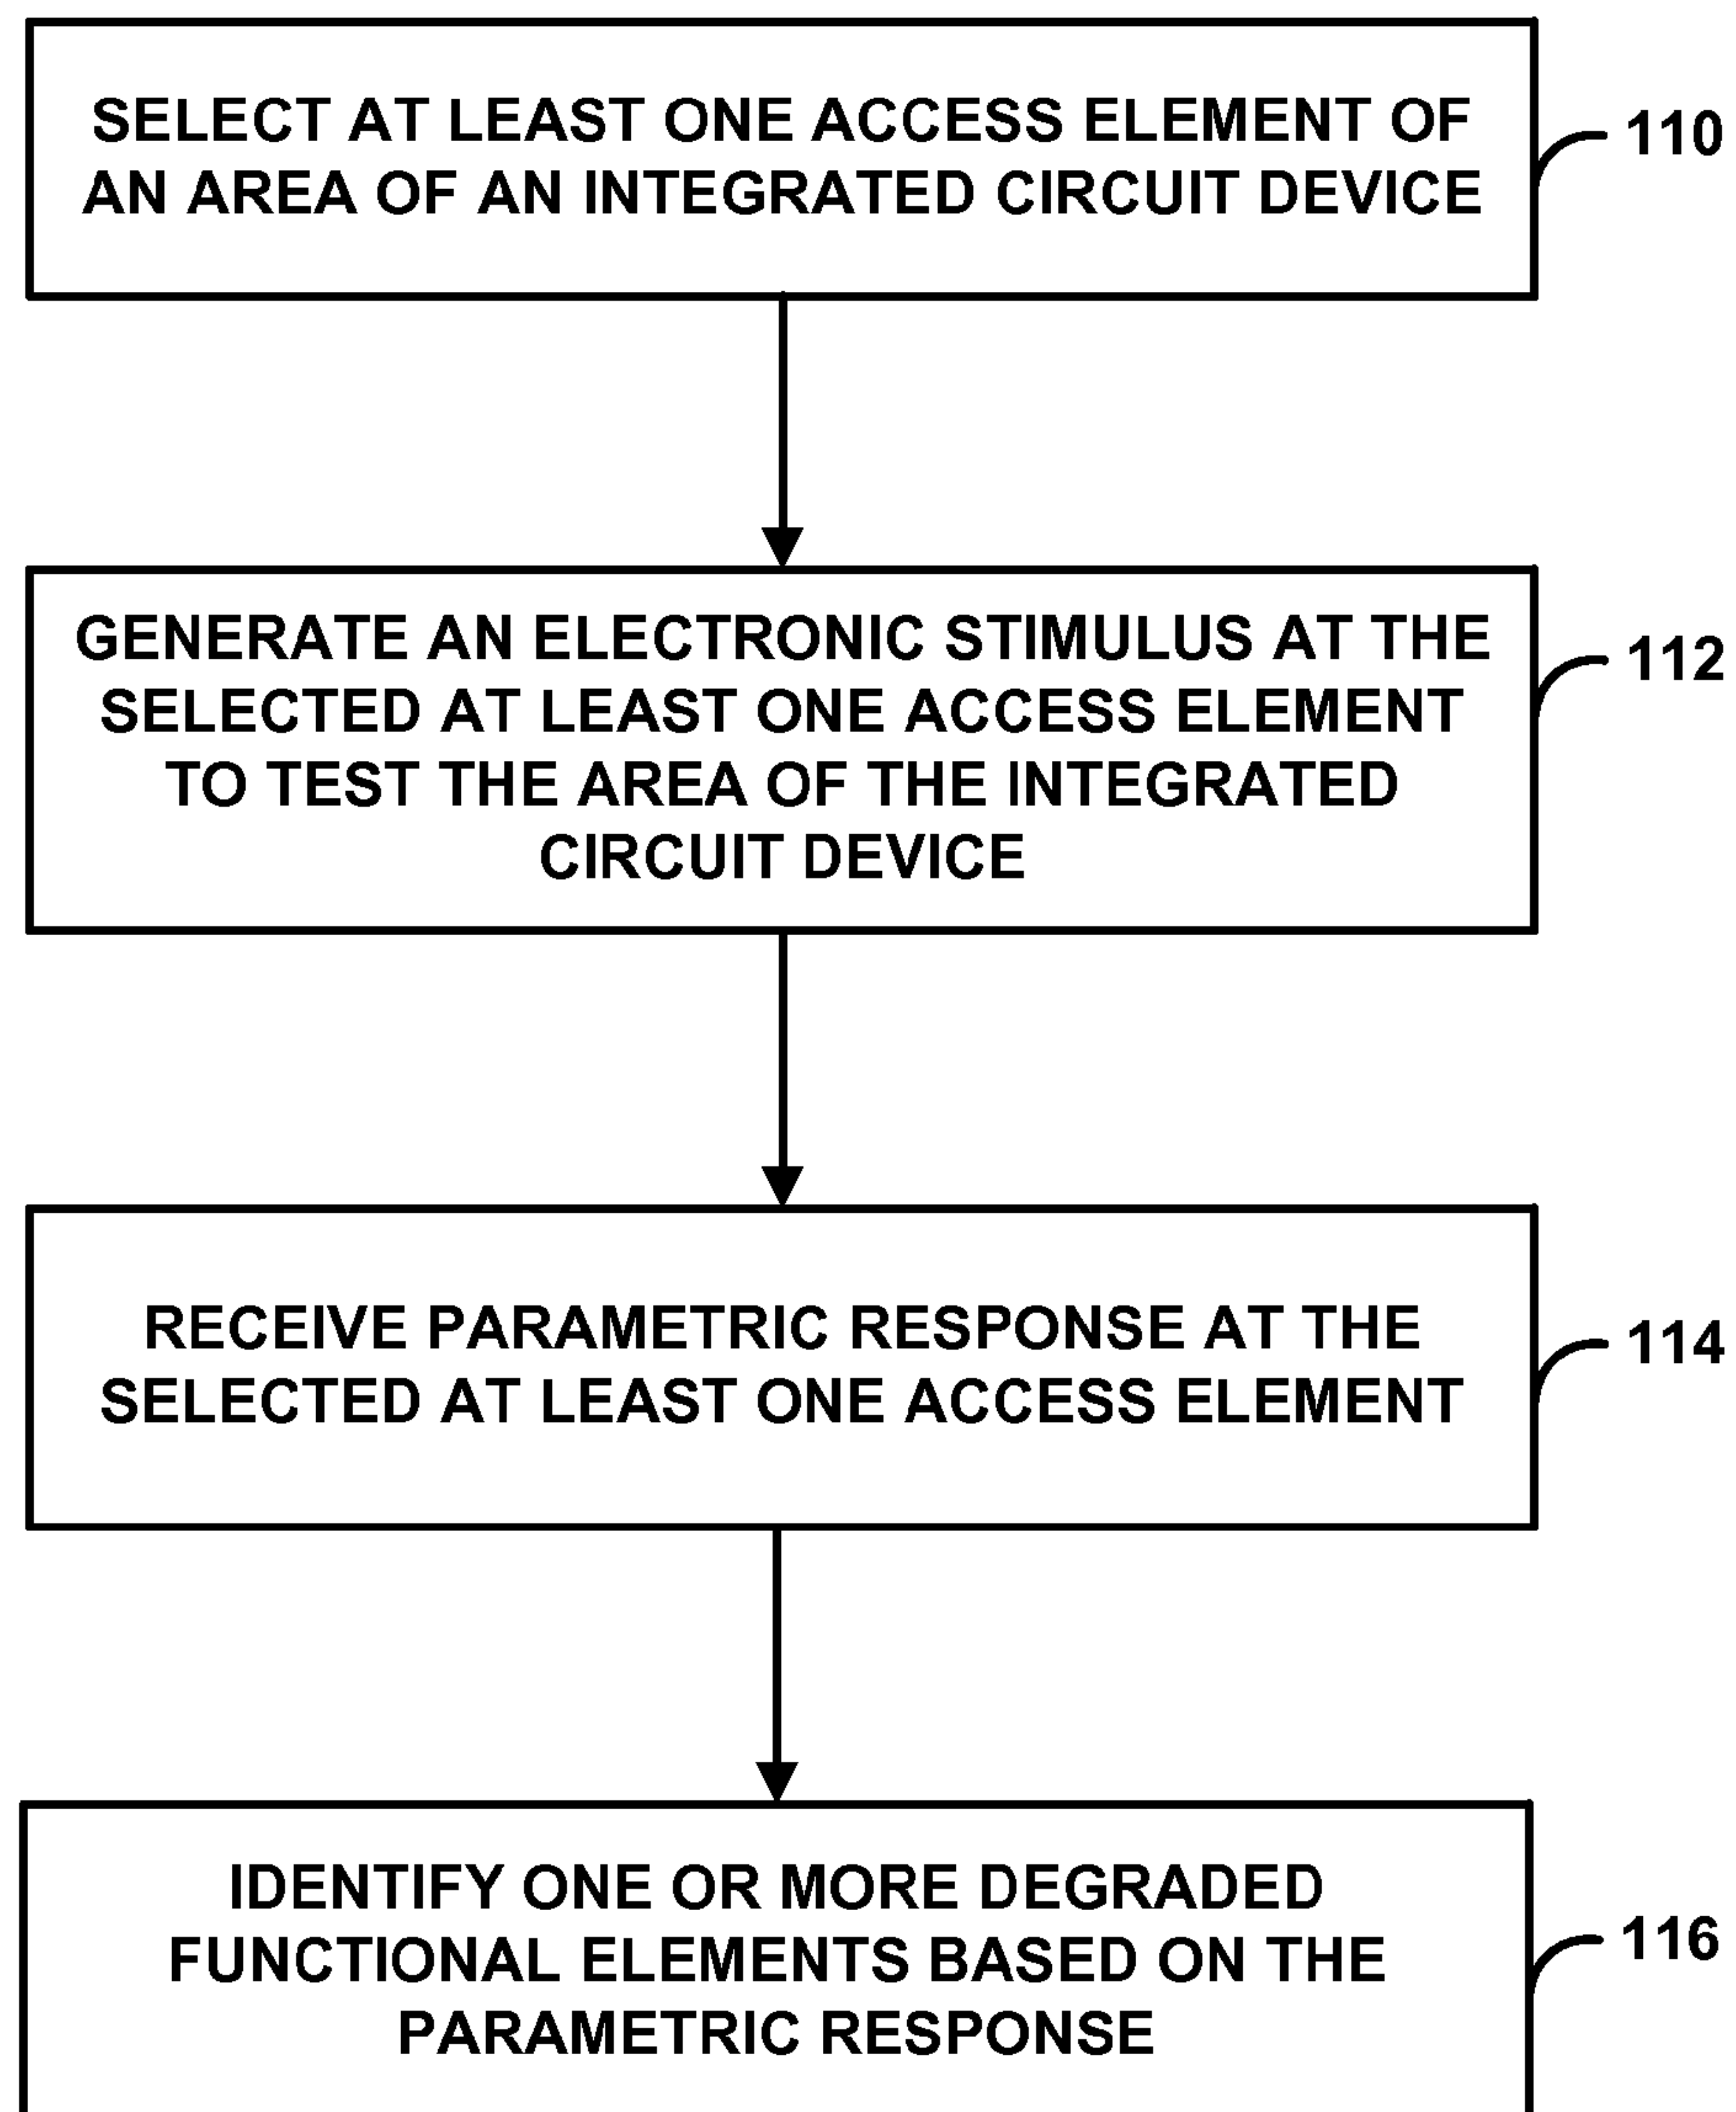 SELECT AT LEAST ONE ACCESS ELEMENT OF
AN AREA OF AN INTEGRATED CIRCUIT DEVICE
110
GENERATE AN ELECTRONIC STIMULUS AT THE
SELECTED AT LEAST ONE ACCESS ELEMENT
TO TEST THE AREA OF THE INTEGRATED
CIRCUIT DEVICE
112
RECEIVE PARAMETRIC RESPONSE AT THE
SELECTED AT LEAST ONE ACCESS ELEMENT
114
IDENTIFY ONE OR MORE DEGRADED
FUNCTIONAL ELEMENTS BASED ON THE
PARAMETRIC RESPONSE
116